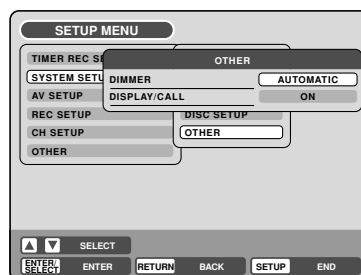 SETUP MENU
TIMER REC SE
OTHER
SYSTEM SETU
DIMMER
AUTOMATIC
AV SETUP
DISPLAY/CALL
ON
REC SETUP
DISC SETUP
CH SETUP
OTHER
OTHER
SELECT
ENTER/
SELECT
ENTER
RETURN
BACK
SETUP
END